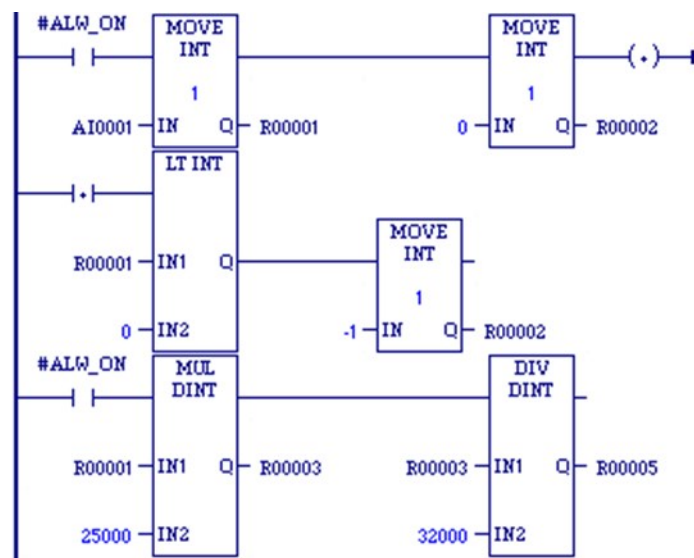 #ALW_ON MOVE INT MOVE INT
1 1
AI0001 IN Q R00001 0 IN Q R00002
LT INT
R00001 IN1 Q MOVE INT
1
0 IN2 -1 IN Q R00002
#ALW_ON MUL DINT DIV DINT
R00001 IN1 Q R00003 R00003 IN1 Q R00005
25000 IN2 32000 IN2